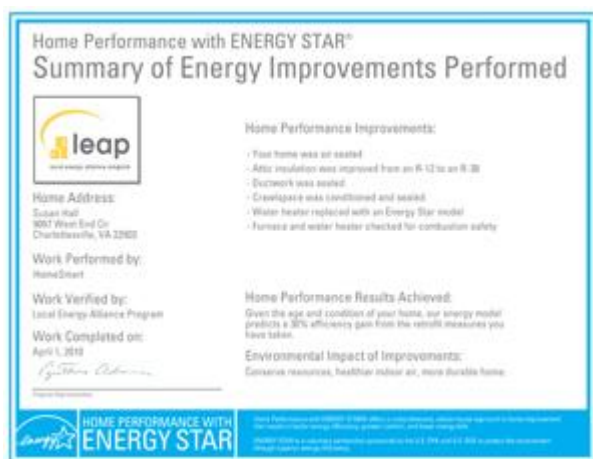 Home Performance with ENERGY STAR®
Summary of Energy Improvements Performed
leap
Home Address:
Susan Hall
West End Cir
Charlottesville, VA
Work Performed by:
HomeSmart
Work Verified by:
Local Energy Alliance Program
Work Completed on:
April 1, 2010
Home Performance Improvements:
- Your home was air sealed
- Attic insulation was improved from an R-12 to an R-38
- Ductwork was sealed
- Crawlspace was conditioned and sealed
- Water heater replaced with an Energy Star model
- Furnace and water heater checked for combustion safety
Home Performance Results Achieved:
Given the age and condition of your home, our energy model
predicts a 30% efficiency gain from the retrofit measures you
have taken.
Environmental Impact of Improvements:
Conserve resources, healthier indoor air, more durable home.
HOME PERFORMANCE WITH
ENERGY STAR